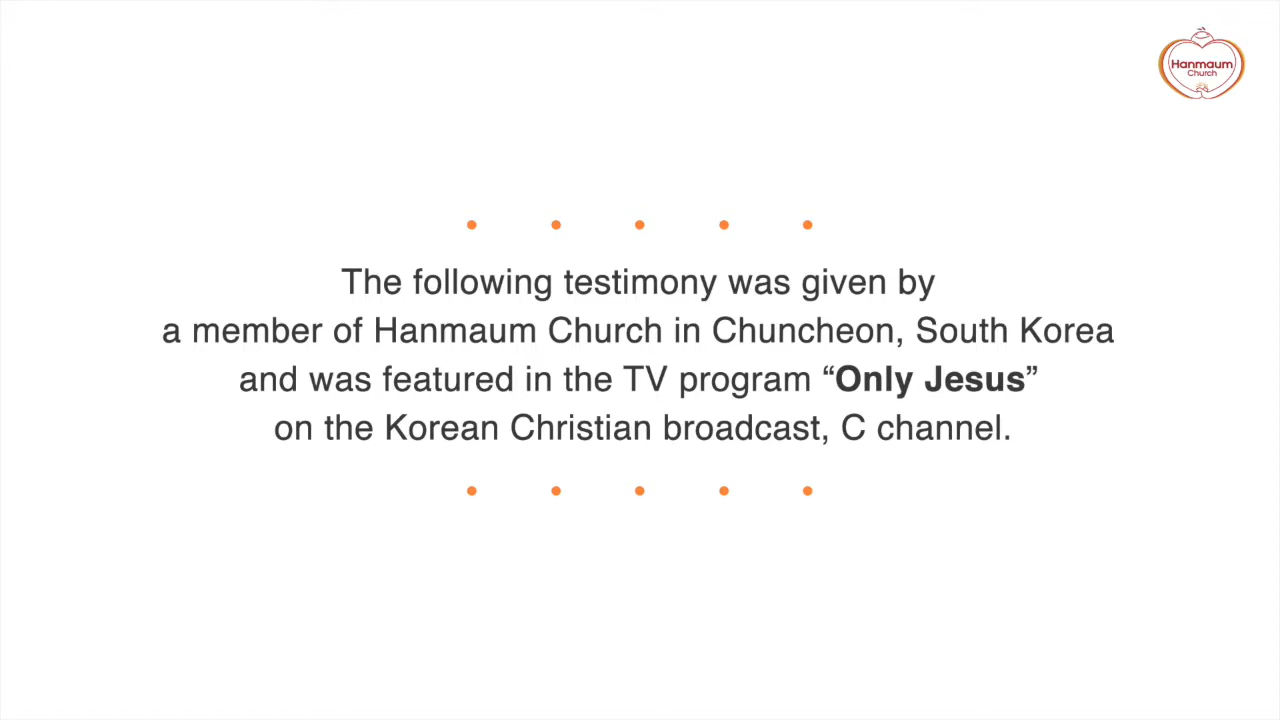 Hanmaum
Church
The following testimony was given by
a member of Hanmaum Church in Chuncheon, South Korea
and was featured in the TV program “Only Jesus”
on the Korean Christian broadcast, C channel.